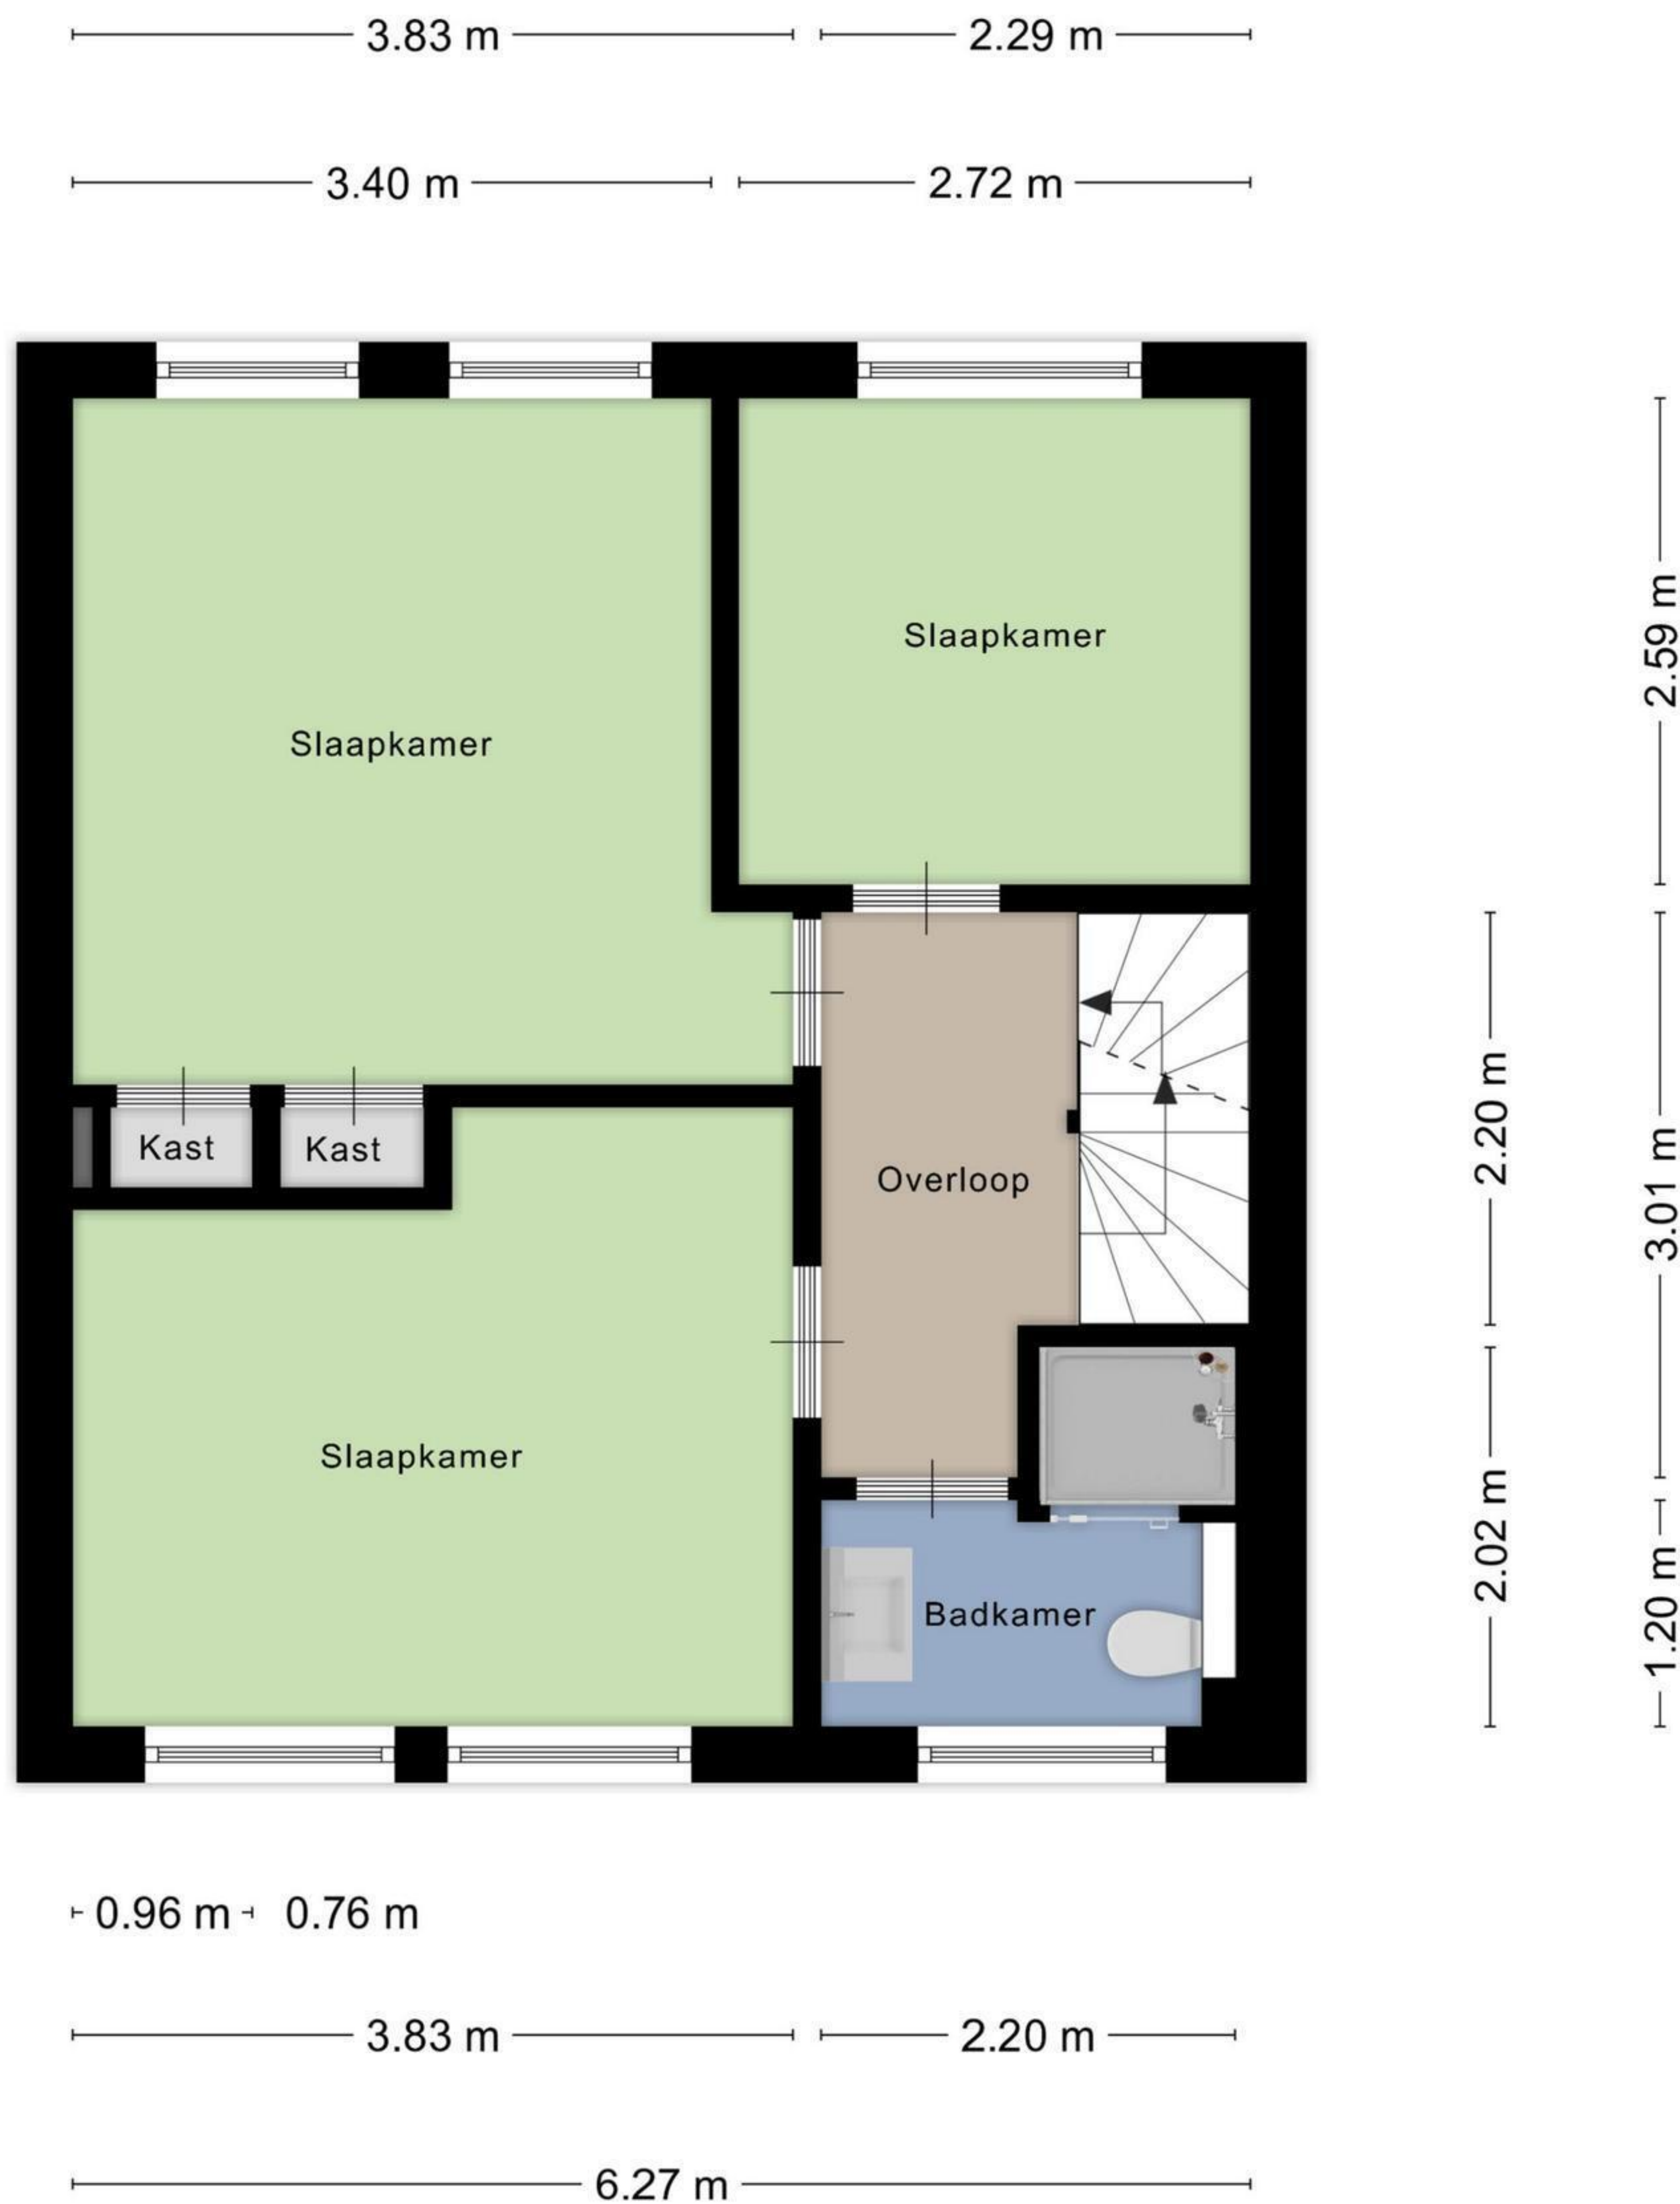 3.83 m
2.29 m
3.40 m
2.72 m
Slaapkamer
Slaapkamer
2.59 m
Kast
Kast
Overloop
2.20 m
3.01 m
Slaapkamer
Badkamer
2.02 m
1.20 m
0.96 m
0.76 m
3.83 m
2.20 m
6.27 m